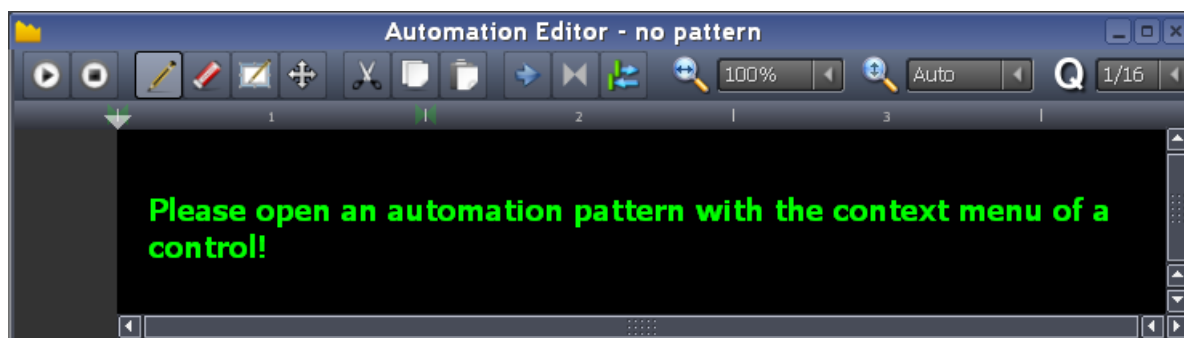 Automation Editor - no pattern
100% Auto Q 1/16
1 2 3
Please open an automation pattern with the context menu of a
control!